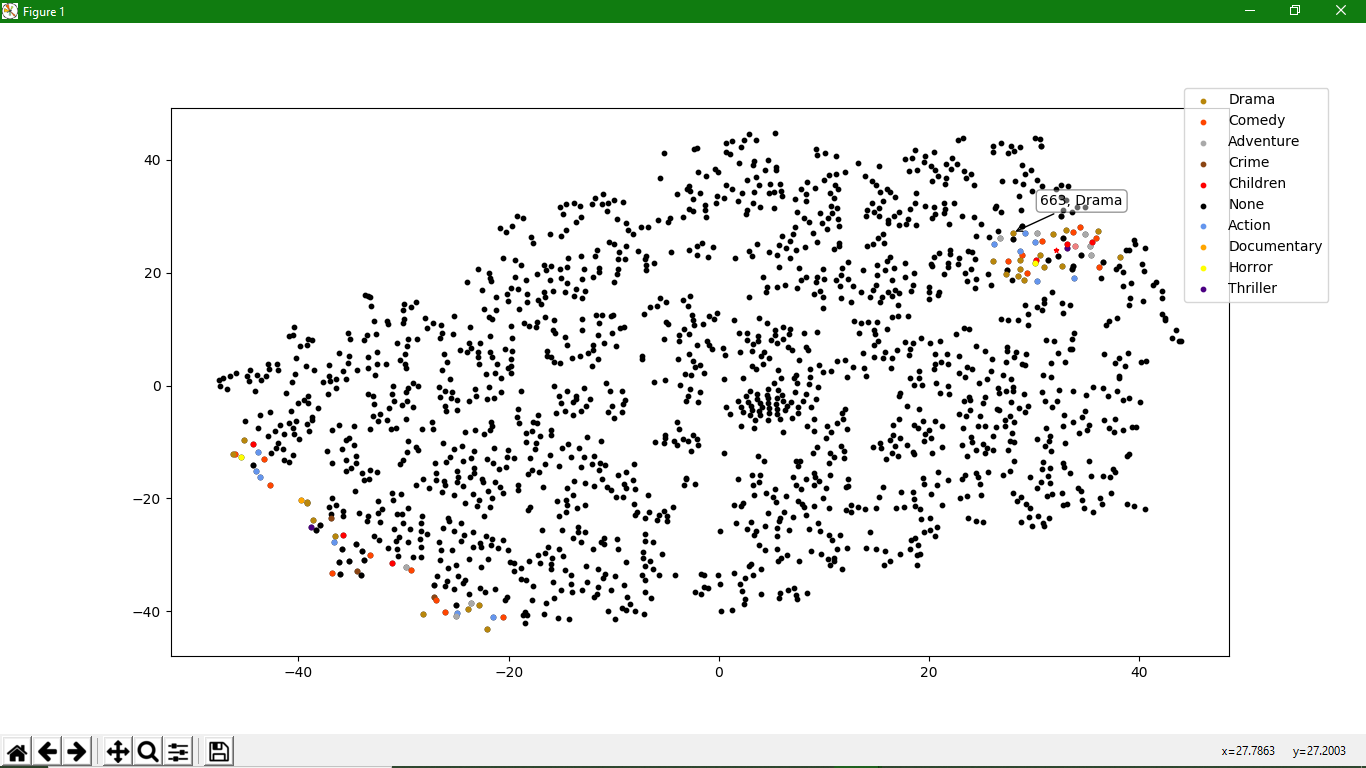 Figure 1
Drama
Comedy
Adventure
Crime
Children
None
Action
Documentary
Horror
Thriller
663, Drama
40
20
0
−20
−40
−40
−20
0
20
40
x=27.7863 y=27.2003